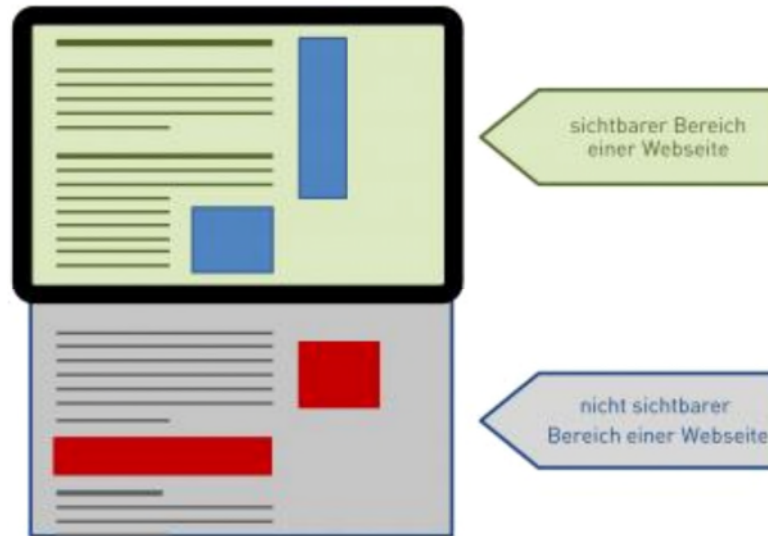 sichtbarer Bereich
einer Webseite
nicht sichtbarer
Bereich einer Webseite